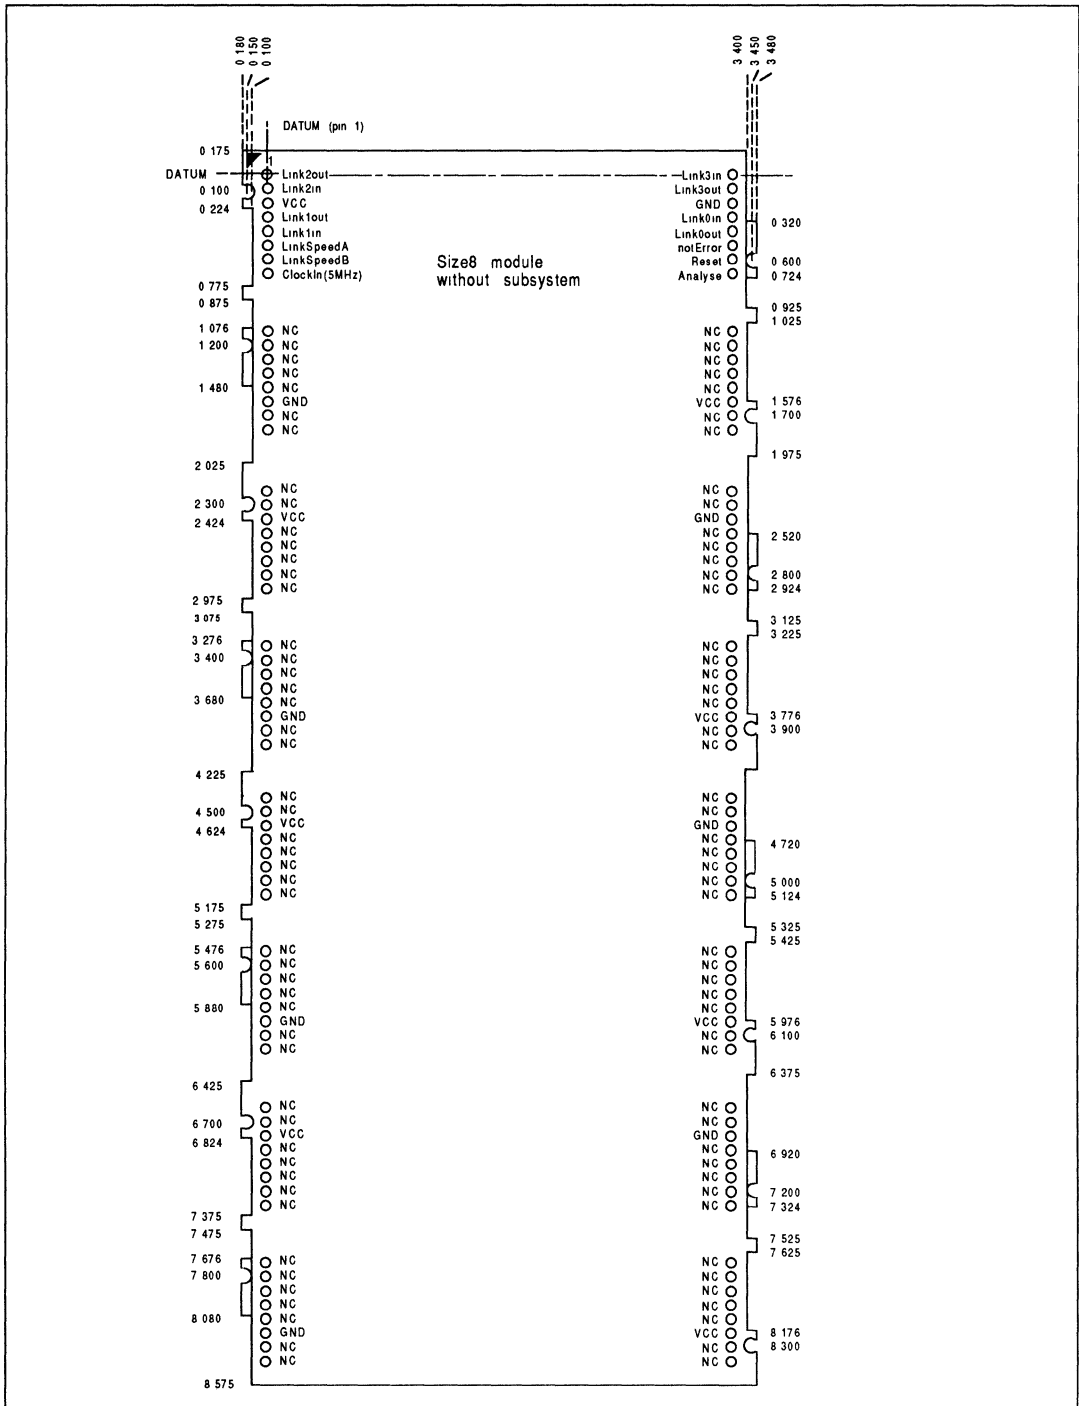 0 180
0 150
0 100
3 400
3 450
3 480
DATUM (pin 1)
0 175
1
DATUM
Link2out
Link3in
0 100
Link2in
Link3out
0 224
VCC
GND
Link1out
Link0in
0 320
Link1in
Link0out
LinkSpeedA
notError
LinkSpeedB
Reset
0 600
ClockIn(5MHz)
Analyse
0 724
Size8 module
without subsystem
0 775
0 875
0 925
1 025
1 076
NC
NC
1 200
NC
NC
NC
NC
NC
NC
1 480
NC
NC
GND
VCC
1 576
NC
NC
1 700
NC
NC
2 025
1 975
NC
NC
2 300
NC
NC
2 424
VCC
GND
NC
NC
2 520
NC
NC
NC
NC
NC
NC
2 800
NC
NC
2 924
2 975
3 075
3 125
3 225
3 276
NC
NC
3 400
NC
NC
NC
NC
NC
NC
3 680
NC
NC
GND
VCC
3 776
NC
NC
3 900
NC
NC
4 225
NC
NC
4 500
NC
NC
4 624
VCC
GND
NC
NC
4 720
NC
NC
NC
NC
NC
NC
5 000
NC
NC
5 124
5 175
5 275
5 325
5 425
5 476
NC
NC
5 600
NC
NC
NC
NC
NC
NC
5 880
NC
NC
GND
VCC
5 976
NC
NC
6 100
NC
NC
6 425
6 375
NC
NC
6 700
NC
NC
6 824
VCC
GND
NC
NC
6 920
NC
NC
NC
NC
NC
NC
7 200
NC
NC
7 324
7 375
7 475
7 525
7 625
7 676
NC
NC
7 800
NC
NC
NC
NC
NC
NC
8 080
NC
NC
GND
VCC
8 176
NC
NC
8 300
NC
NC
8 575